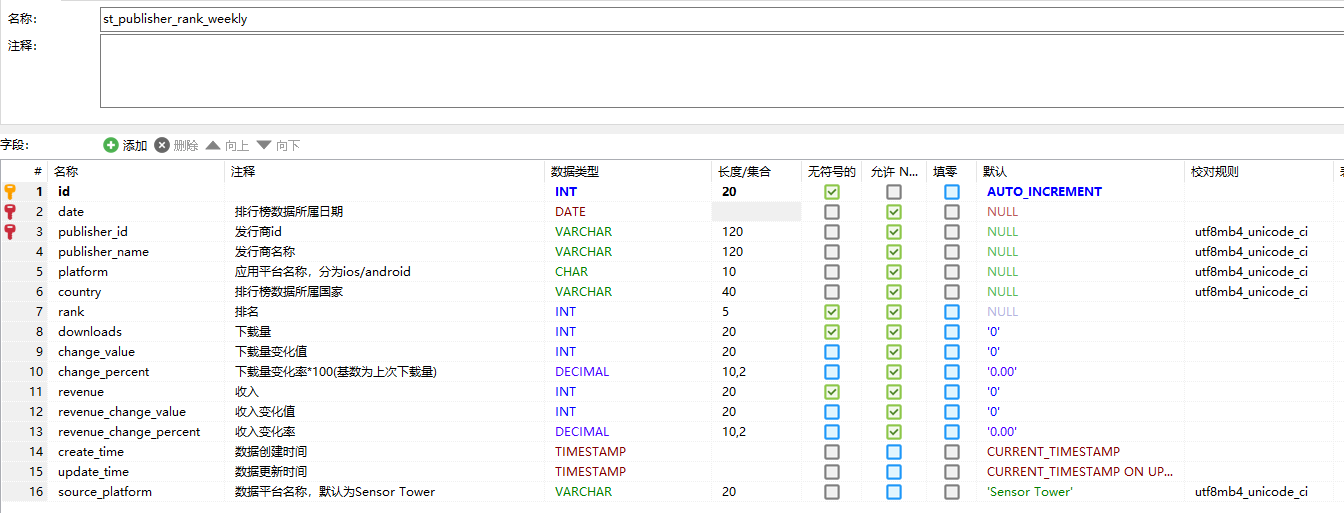 名称: st_publisher_rank_weekly
注释:
字段: 添加 删除 向上 向下
# 名称 注释 数据类型 长度/集合 无符号的 允许 N... 填零 默认 校对规则
1 id INT 20 AUTO_INCREMENT
2 date 排行榜数据所属日期 DATE NULL
3 publisher_id 发行商id VARCHAR 120 NULL utf8mb4_unicode_ci
4 publisher_name 发行商名称 VARCHAR 120 NULL utf8mb4_unicode_ci
5 platform 应用平台名称，分为ios/android CHAR 10 NULL utf8mb4_unicode_ci
6 country 排行榜数据所属国家 VARCHAR 40 NULL utf8mb4_unicode_ci
7 rank 排名 INT 5 NULL
8 downloads 下载量 INT 20 '0'
9 change_value 下载量变化值 INT 20 '0'
10 change_percent 下载量变化率*100(基数为上次下载量) DECIMAL 10,2 '0.00'
11 revenue 收入 INT 20 '0'
12 revenue_change_value 收入变化值 INT 20 '0'
13 revenue_change_percent 收入变化率 DECIMAL 10,2 '0.00'
14 create_time 数据创建时间 TIMESTAMP CURRENT_TIMESTAMP
15 update_time 数据更新时间 TIMESTAMP CURRENT_TIMESTAMP ON UP...
16 source_platform 数据平台名称，默认为Sensor Tower VARCHAR 20 'Sensor Tower' utf8mb4_unicode_ci